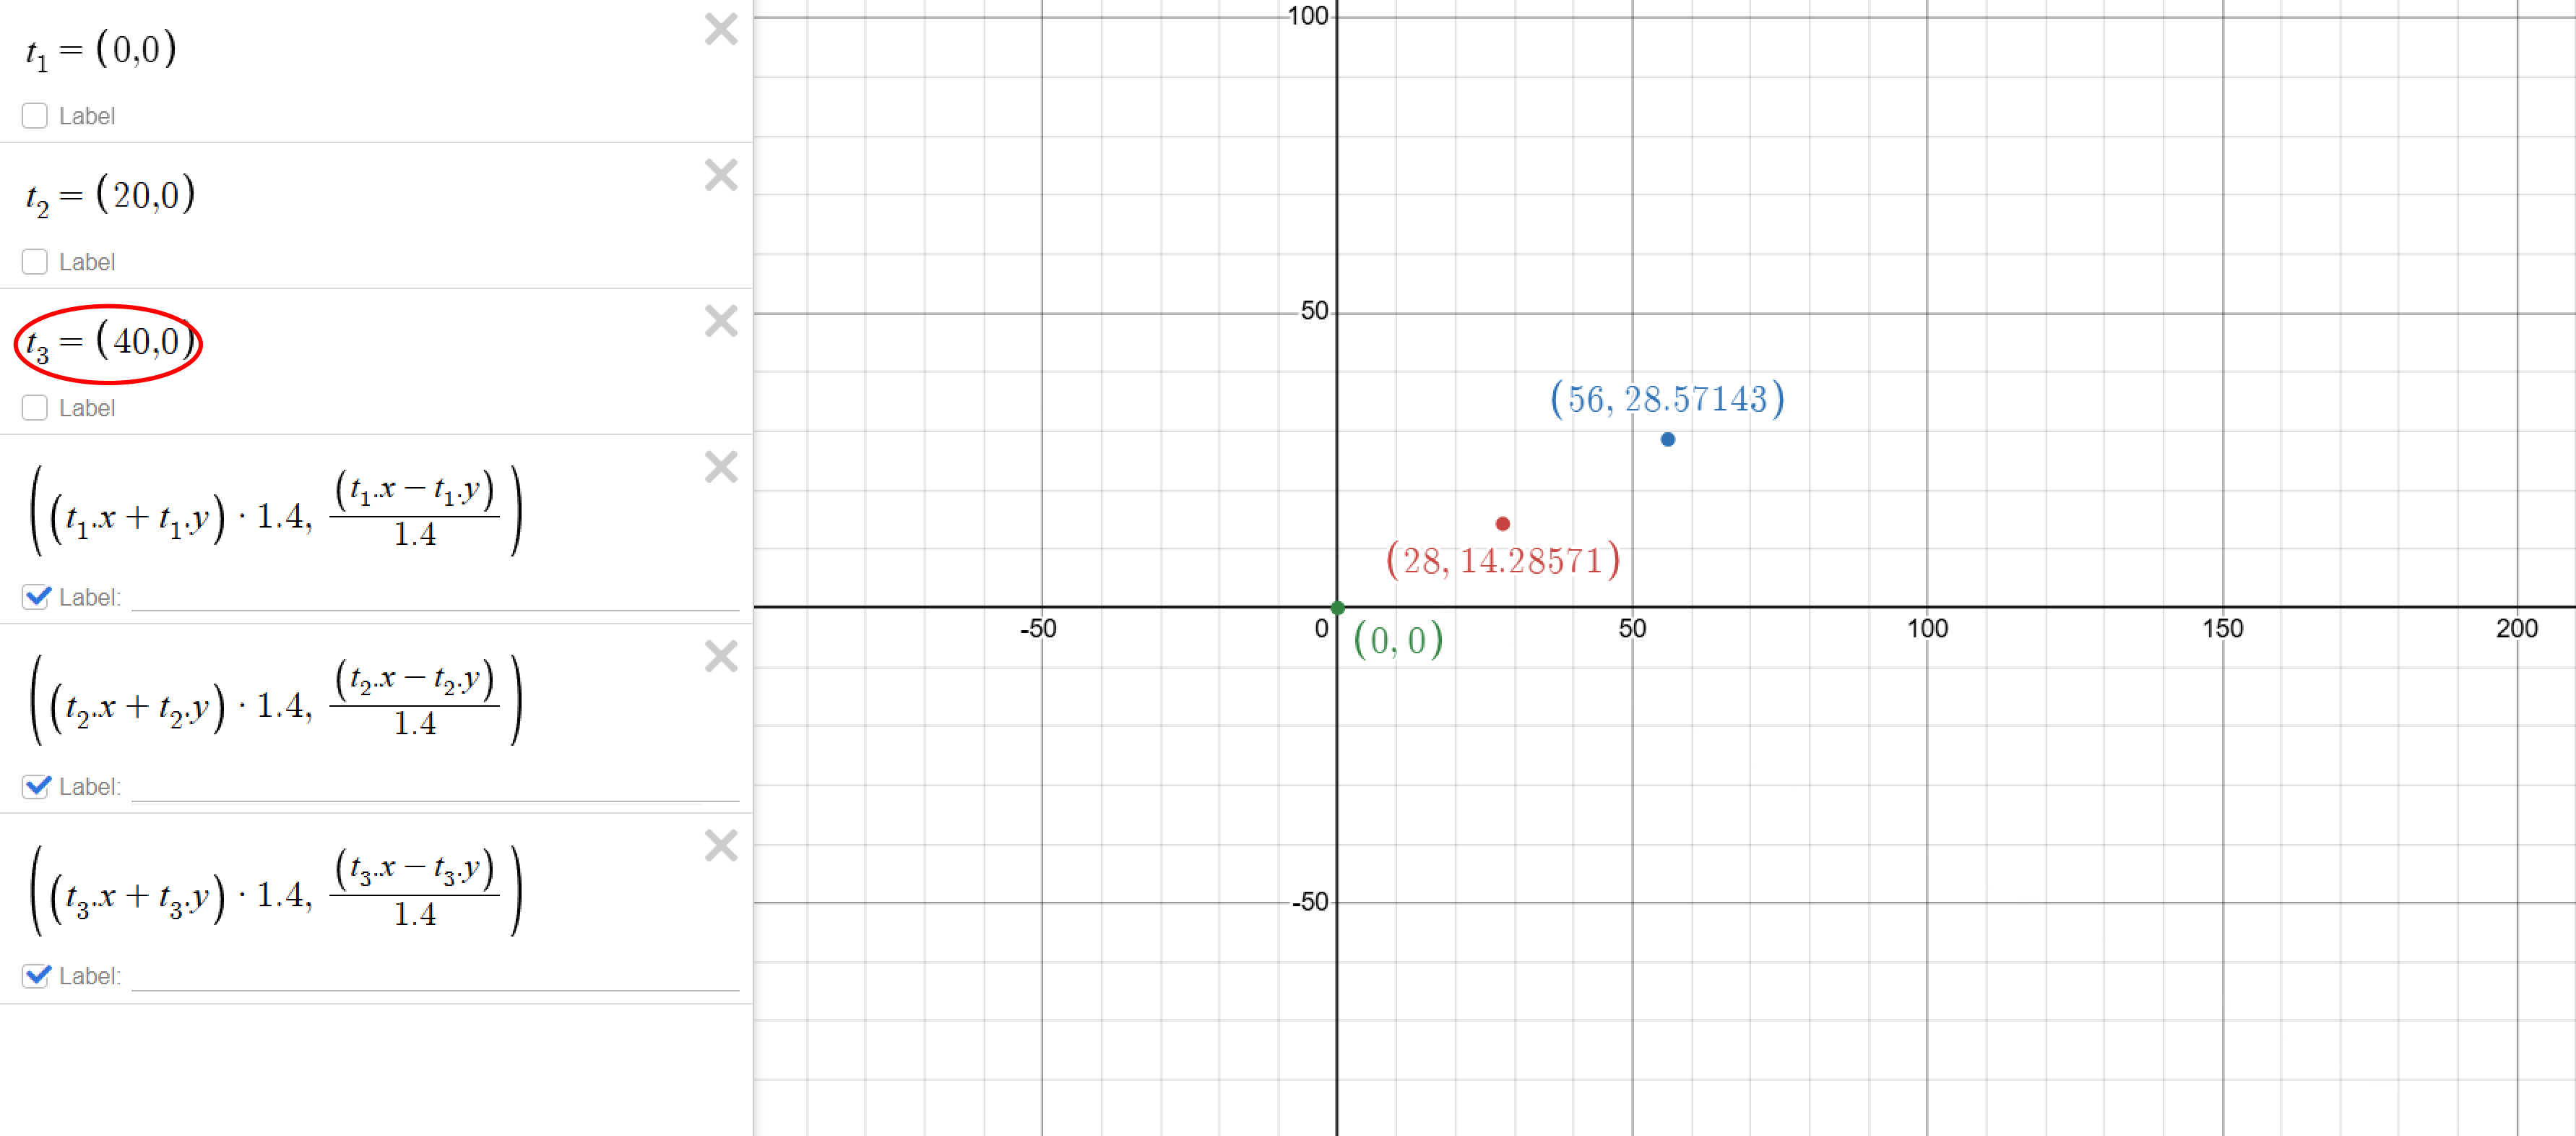 t₁ = (0,0)
Label
t₂ = (20,0)
Label
t₃ = (40,0)
Label
((t₁.x + t₁.y) · 1.4, (t₁.x − t₁.y)/1.4)
Label:
((t₂.x + t₂.y) · 1.4, (t₂.x − t₂.y)/1.4)
Label:
((t₃.x + t₃.y) · 1.4, (t₃.x − t₃.y)/1.4)
Label:
100
50
(56, 28.57143)
(28, 14.28571)
-50 0 50 100 150 200
(0, 0)
-50